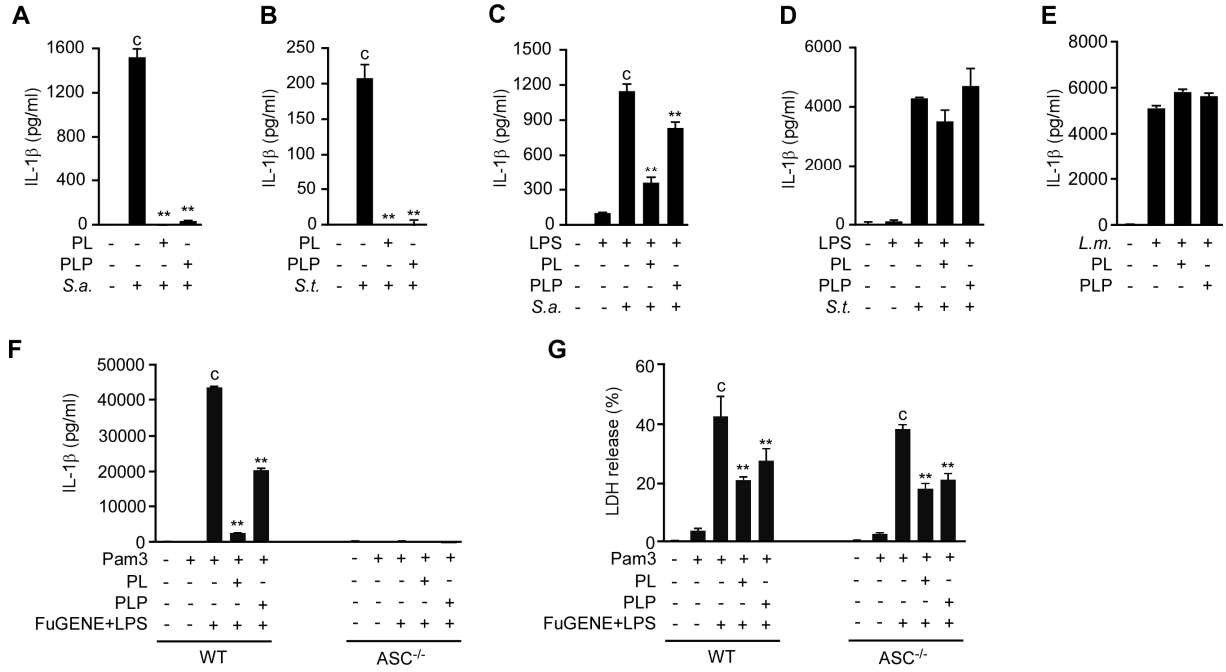 A
IL-1β (pg/ml)
1600
1200
800
400
0
C
**
**
PL - - + -
PLP - - - +
S.a. - + + +
B
IL-1β (pg/ml)
250
200
150
100
50
0
C
**
**
PL - - + -
PLP - - - +
S.t. - + + +
C
IL-1β (pg/ml)
1500
1200
900
600
300
0
C
**
**
LPS - + + + +
PL - - - + -
PLP - - - - +
S.a. - - + + +
D
IL-1β (pg/ml)
6000
4000
2000
0
LPS - + + + +
PL - - - + -
PLP - - - - +
S.t. - - + + +
E
IL-1β (pg/ml)
8000
6000
4000
2000
0
L.m. - + + +
PL - - + -
PLP - - - +
F
IL-1β (pg/ml)
50000
40000
30000
20000
10000
0
C
**
**
Pam3 - + + + + - + + + +
PL - - - + - - - - + -
PLP - - - - + - - - - +
FuGENE+LPS - - + + + - - + + +
WT ASC-/-
G
LDH release (%)
60
40
20
0
C
**
**
C
**
**
Pam3 - + + + + - + + + +
PL - - - + - - - - + -
PLP - - - - + - - - - +
FuGENE+LPS - - + + + - - + + +
WT ASC-/-